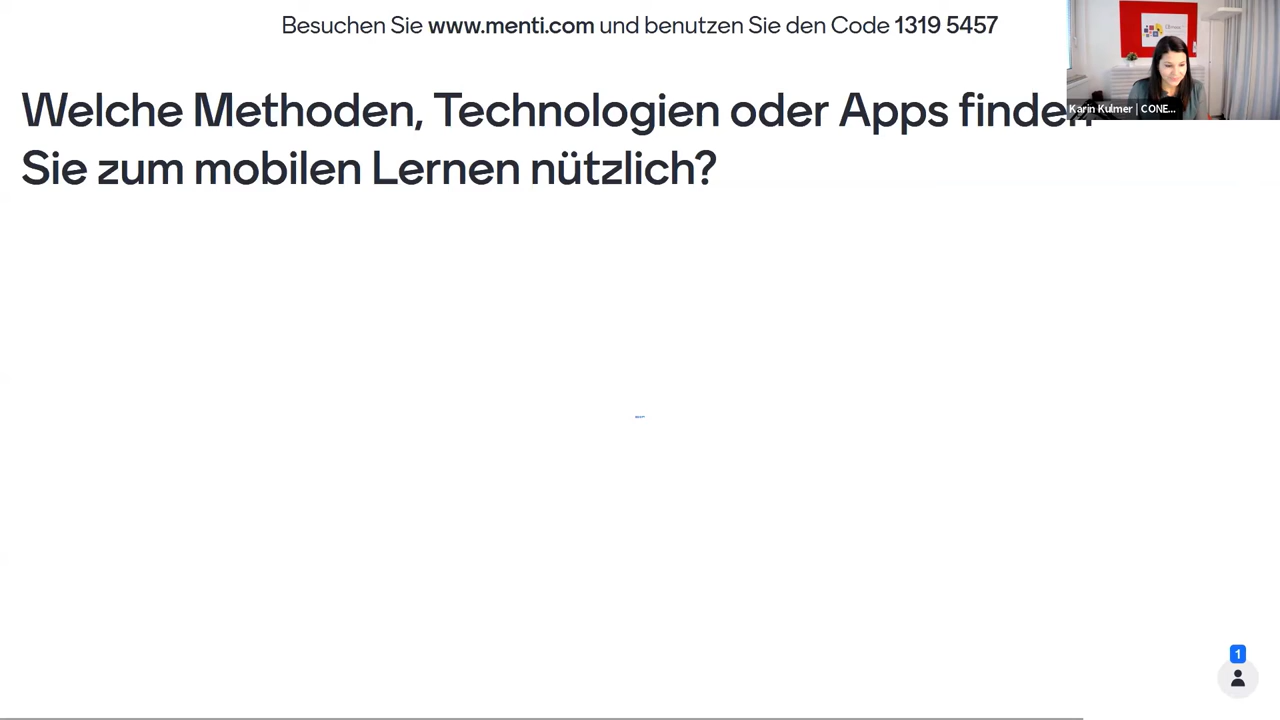 Besuchen Sie www.menti.com und benutzen Sie den Code 1319 5457
Welche Methoden, Technologien oder Apps finden
Sie zum mobilen Lernen nützlich?
Karin Kulmer | CONE...
1